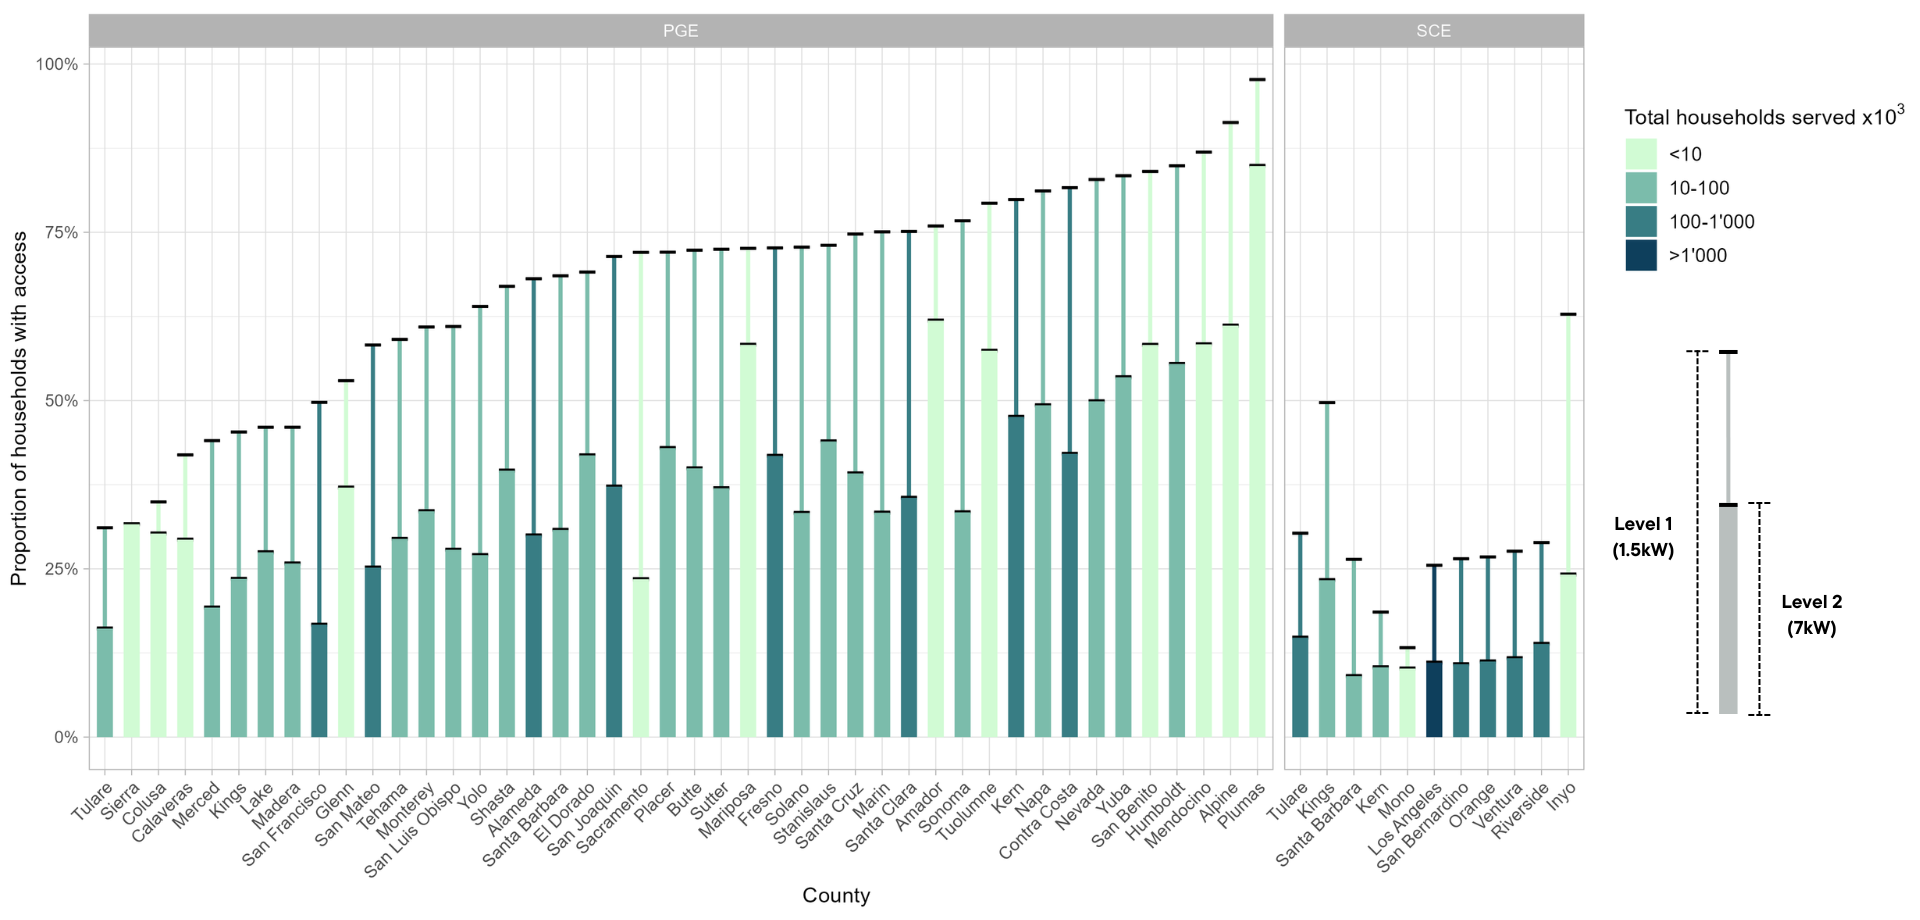 PGE
SCE
100%
75%
50%
25%
0%
Proportion of households with access
Tulare
Sierra
Colusa
Calaveras
Merced
Kings
Lake
Madera
San Francisco
Glenn
San Mateo
Tehama
Monterey
San Luis Obispo
Yolo
Shasta
Alameda
Santa Barbara
El Dorado
San Joaquin
Sacramento
Placer
Butte
Sutter
Mariposa
Fresno
Solano
Stanislaus
Santa Cruz
Marin
Santa Clara
Amador
Sonoma
Tuolumne
Kern
Napa
Contra Costa
Nevada
Yuba
San Benito
Humboldt
Mendocino
Alpine
Plumas
Tulare
Kings
Santa Barbara
Kern
Mono
Los Angeles
San Bernardino
Orange
Ventura
Riverside
Inyo
County
Total households served x10³
<10
10-100
100-1'000
>1'000
Level 1
(1.5kW)
Level 2
(7kW)